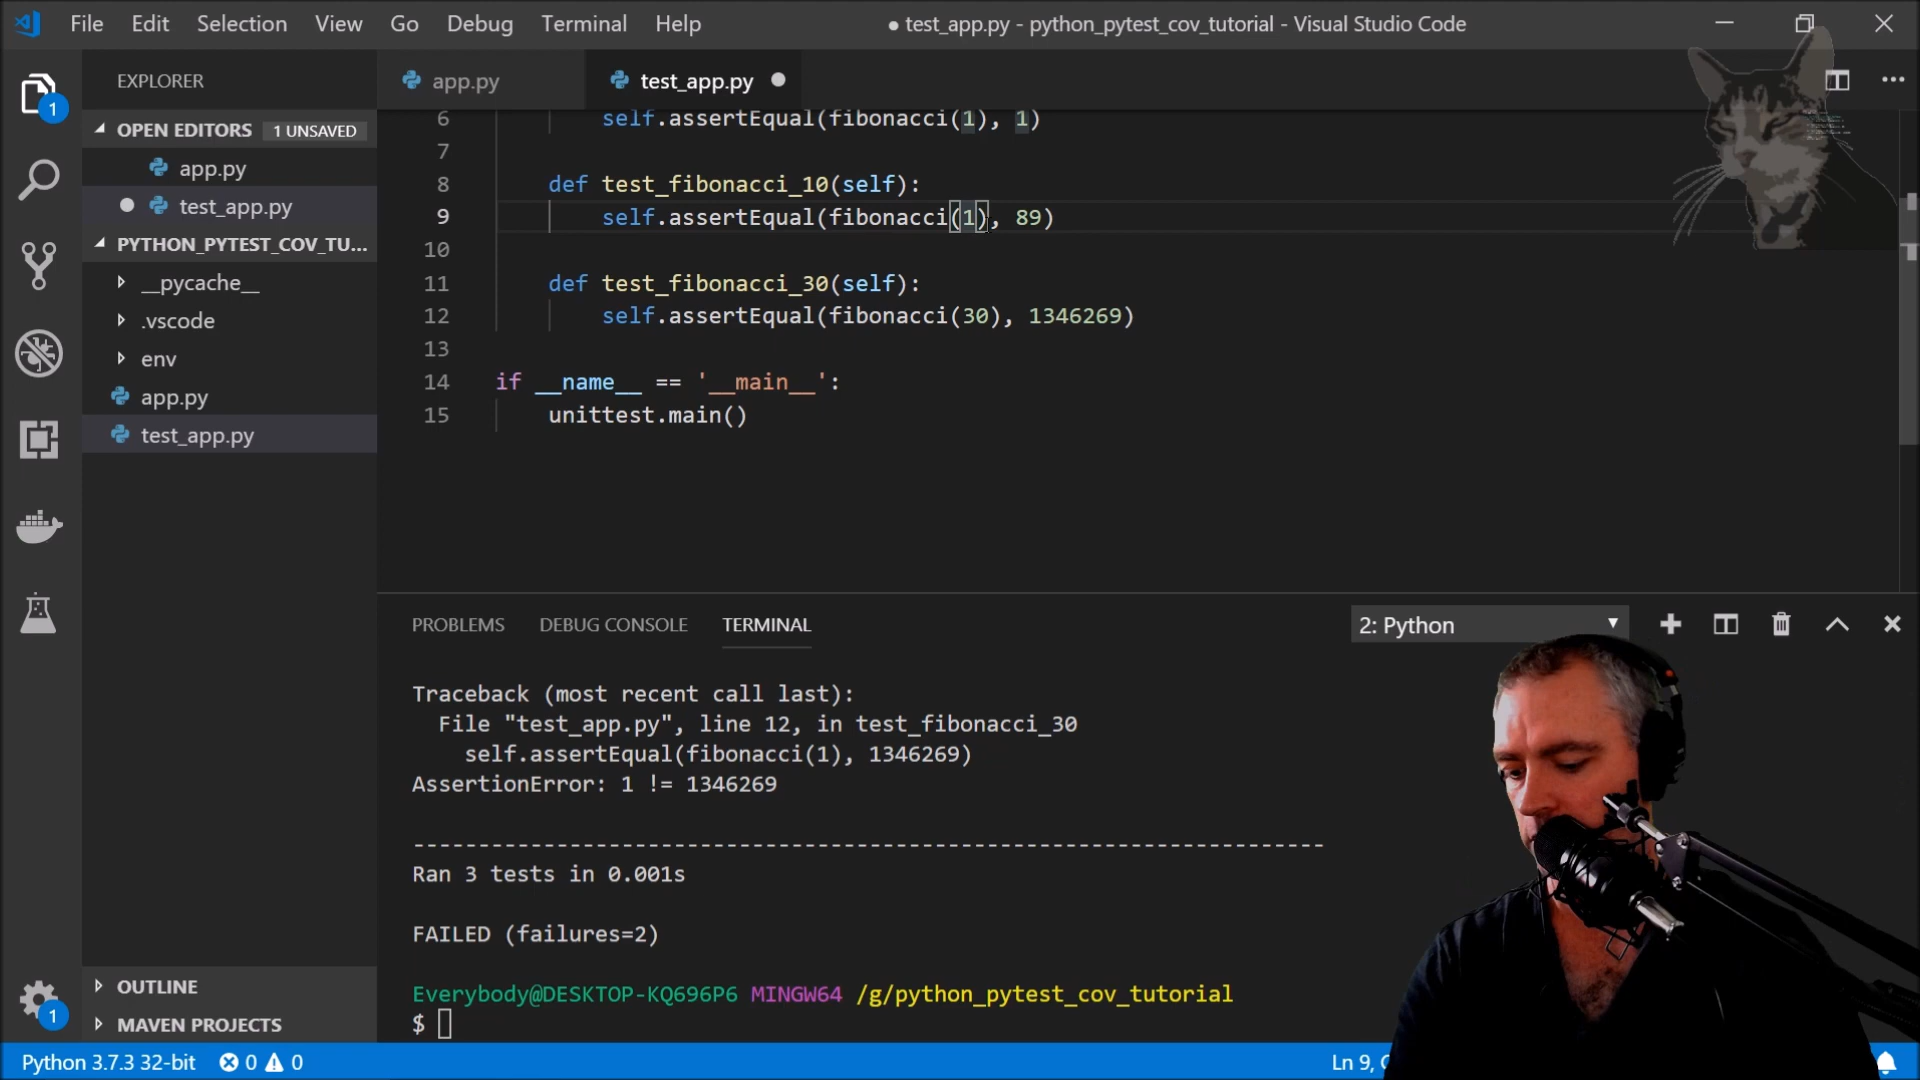 File Edit Selection View Go Debug Terminal Help
● test_app.py - python_pytest_cov_tutorial - Visual Studio Code
EXPLORER
app.py
test_app.py
1
OPEN EDITORS 1 UNSAVED
app.py
test_app.py
PYTHON_PYTEST_COV_TU...
__pycache__
.vscode
env
app.py
test_app.py
OUTLINE
MAVEN PROJECTS
1
6 self.assertEqual(fibonacci(1), 1)
7
8 def test_fibonacci_10(self):
9 self.assertEqual(fibonacci(1), 89)
10
11 def test_fibonacci_30(self):
12 self.assertEqual(fibonacci(30), 1346269)
13
14 if __name__ == '__main__':
15 unittest.main()
PROBLEMS DEBUG CONSOLE TERMINAL
2: Python
Traceback (most recent call last):
File "test_app.py", line 12, in test_fibonacci_30
self.assertEqual(fibonacci(1), 1346269)
AssertionError: 1 != 1346269
----------------------------------------------------------------------
Ran 3 tests in 0.001s
FAILED (failures=2)
Everybody@DESKTOP-KQ696P6 MINGW64 /g/python_pytest_cov_tutorial
$
Python 3.7.3 32-bit 0 0
Ln 9,